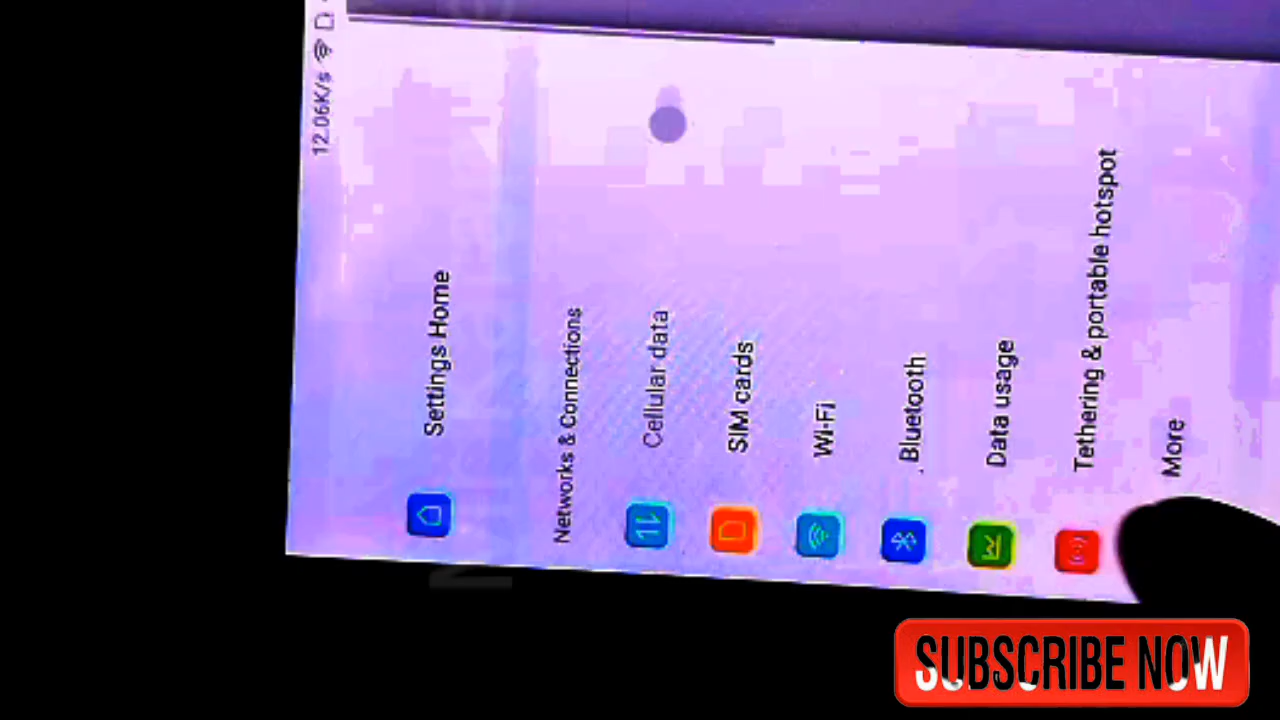 12.06K/s
Settings Home
Networks & Connections
Cellular data
SIM cards
Wi-Fi
Bluetooth
Data usage
Tethering & portable hotspot
More
SUBSCRIBE NOW